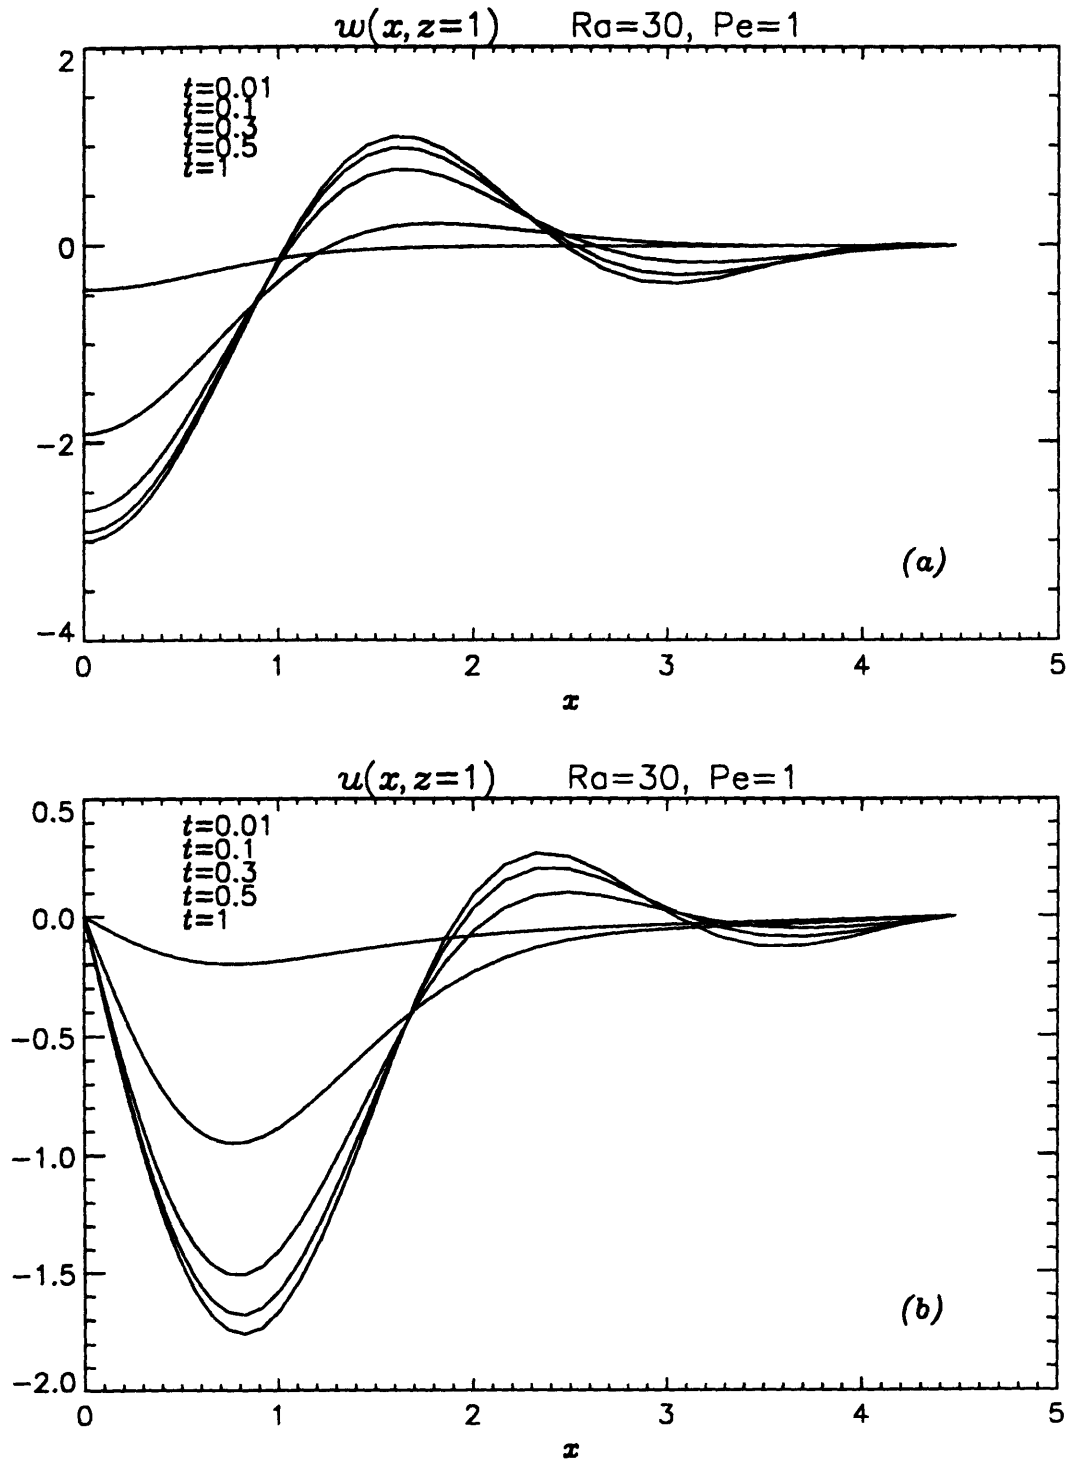 w(x, z=1) Ra=30, Pe=1
2
t=0.01
t=0.1
t=0.3
t=0.5
t=1
0
−2
−4
(a)
0 1 2 3 4 5
x
u(x, z=1) Ra=30, Pe=1
0.5
t=0.01
t=0.1
t=0.3
t=0.5
t=1
0.0
−0.5
−1.0
−1.5
−2.0
(b)
0 1 2 3 4 5
x